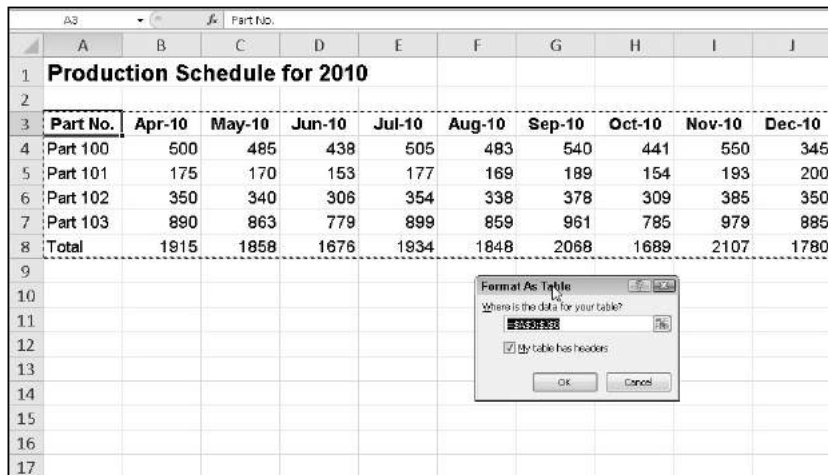 A3 fx Part No.
A B C D E F G H I J
1 Production Schedule for 2010
2
3 Part No. Apr-10 May-10 Jun-10 Jul-10 Aug-10 Sep-10 Oct-10 Nov-10 Dec-10
4 Part 100 500 485 438 505 483 540 441 550 345
5 Part 101 175 170 153 177 169 189 154 193 200
6 Part 102 350 340 306 354 338 378 309 385 350
7 Part 103 890 863 779 899 859 961 785 979 885
8 Total 1915 1858 1676 1934 1848 2068 1689 2107 1780
9
10
11
12
13
14
15
16
17
Format As Table
Where is the data for your table?
=$A$3:$J$8
My table has headers
OK Cancel